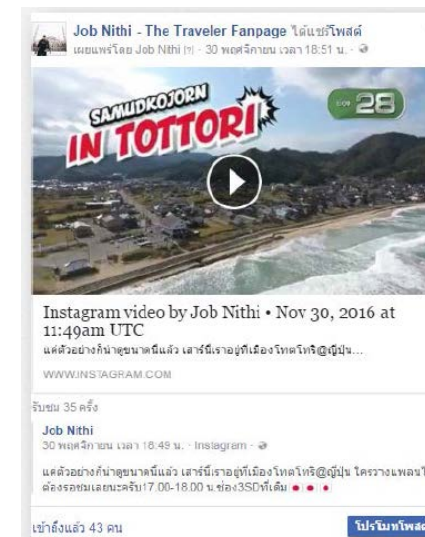 Job Nithi - The Traveler Fanpage ได้แชร์โพสต์
เผยแพร่โดย Job Nithi [?] · 30 พฤศจิกายน เวลา 18:51 น. ·
SAMUDKOJORN
IN TOTTORI
28
Instagram video by Job Nithi • Nov 30, 2016 at
11:49am UTC
แค่ตัวอย่างก็น่าดูขนาดนี้แล้ว เสาร์นี้เราอยู่ที่เมืองโทตโทริ@ญี่ปุ่น...
WWW.INSTAGRAM.COM
รับชม 35 ครั้ง
Job Nithi
30 พฤศจิกายน เวลา 18:49 น. · Instagram ·
แค่ตัวอย่างก็น่าดูขนาดนี้แล้ว เสาร์นี้เราอยู่ที่เมืองโทตโทริ@ญี่ปุ่น ใครวางแพลนไ
ต้องรอชมเลยนะครับ17.00-18.00 น.ช่อง3SDที่เดิม
เข้าถึงแล้ว 43 คน
โปรโมทโพสต์